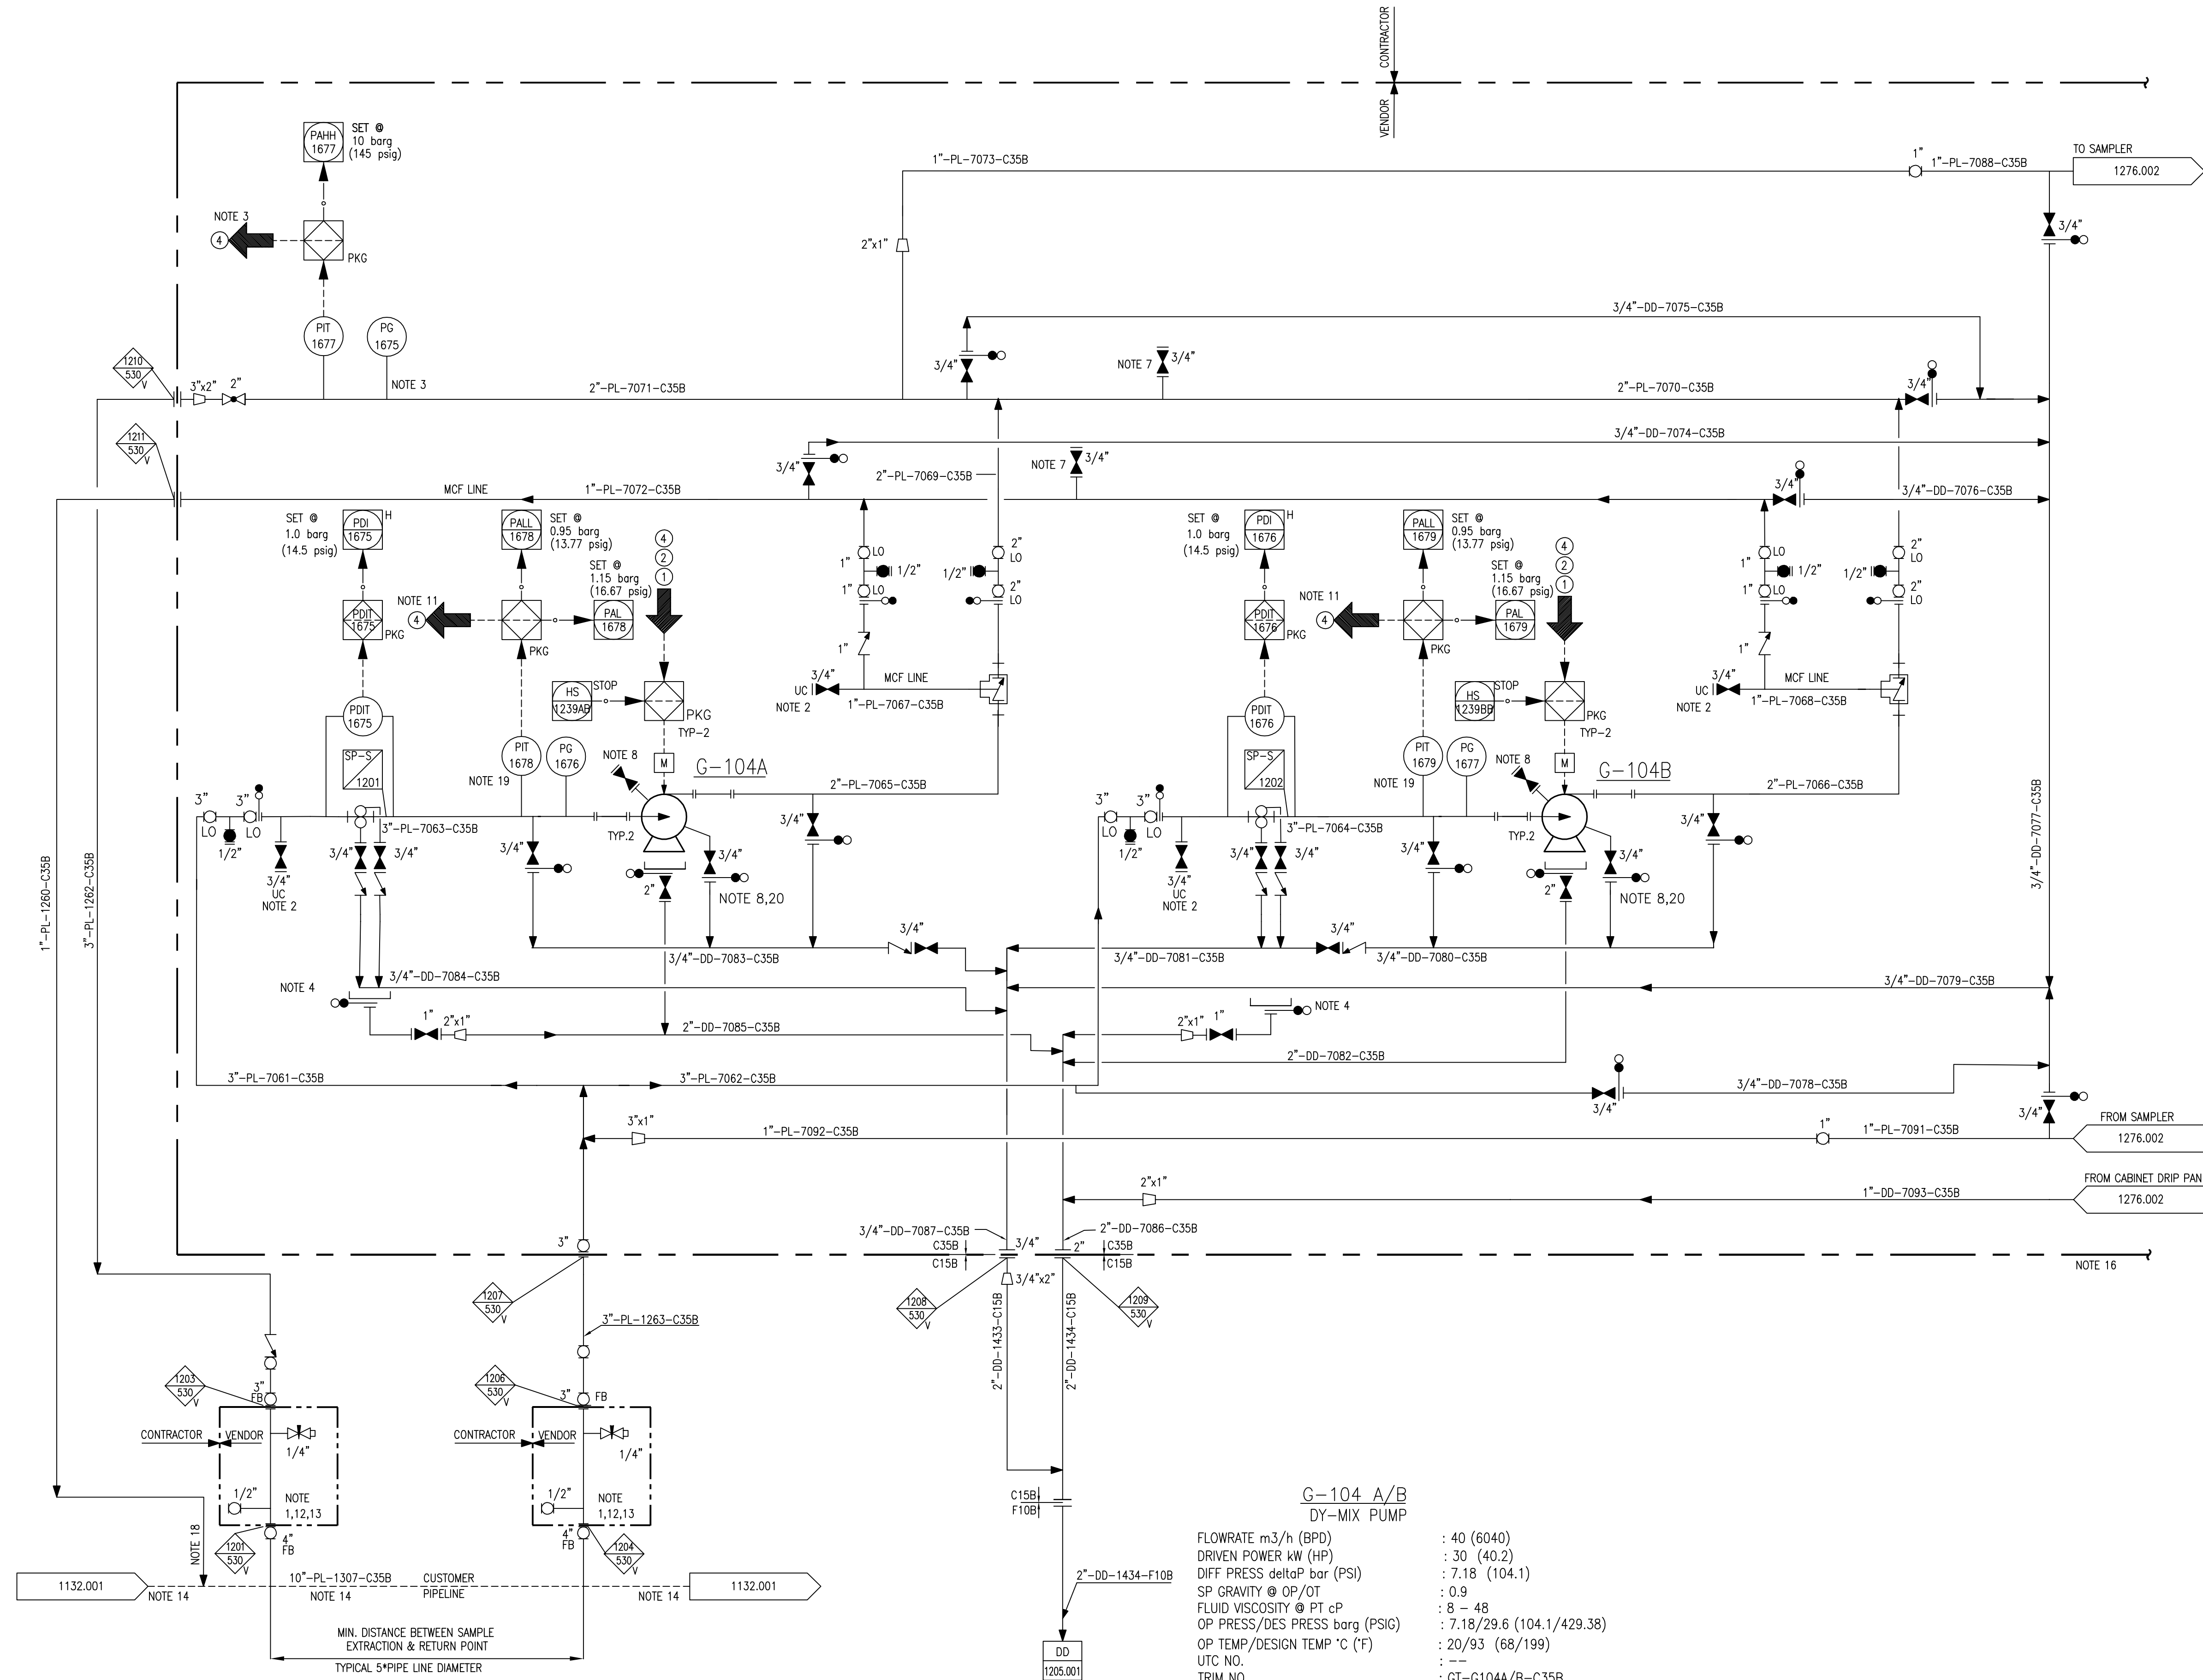 CONTRACTOR
VENDOR
PAHH
1677
SET @
10 barg
(145 psig)
NOTE 3
4
PKG
PIT
1677
PG
1675
NOTE 3
1"-PL-7073-C35B
1"
1"-PL-7088-C35B
TO SAMPLER
1276.002
3/4"
2"x1"
3/4"-DD-7075-C35B
3/4"
NOTE 7
3/4"
1210
530
V
3"x2"
2"
2"-PL-7071-C35B
2"-PL-7070-C35B
3/4"
1211
530
V
3/4"-DD-7074-C35B
3/4"
2"-PL-7069-C35B
NOTE 7
3/4"
MCF LINE
1"-PL-7072-C35B
3/4"
3/4"-DD-7076-C35B
SET @
1.0 barg
(14.5 psig)
PDI
1675
H
PALL
1678
SET @
0.95 barg
(13.77 psig)
SET @
1.15 barg
(16.67 psig)
4
2
1
LO
1"
1/2"
1"
LO
2"
LO
1/2"
2"
LO
NOTE 11
4
PDIT
1675
PKG
PKG
PAL
1678
1"
3/4"
UC
NOTE 2
MCF LINE
1"-PL-7067-C35B
HS
1239AB
STOP
PKG
TYP-2
PDIT
1675
SP-S
1201
PIT
1678
PG
1676
NOTE 19
NOTE 8
M
G-104A
2"-PL-7065-C35B
SET @
1.0 barg
(14.5 psig)
PDI
1676
H
PALL
1679
SET @
0.95 barg
(13.77 psig)
SET @
1.15 barg
(16.67 psig)
4
2
1
LO
1"
1/2"
1"
LO
2"
LO
1/2"
2"
LO
NOTE 11
4
PDIT
1676
PKG
PKG
PAL
1679
1"
3/4"
UC
NOTE 2
MCF LINE
1"-PL-7068-C35B
HS
1239BB
STOP
PKG
TYP-2
PDIT
1676
SP-S
1202
PIT
1679
PG
1677
NOTE 19
NOTE 8
M
G-104B
2"-PL-7066-C35B
3"
3"
LO
LO
1/2"
3/4"
UC
NOTE 2
3"-PL-7063-C35B
3/4"
3/4"
3/4"
TYP.2
2"
3/4"
NOTE 8,20
3/4"
3"
3"
LO
LO
1/2"
3/4"
UC
NOTE 2
3"-PL-7064-C35B
3/4"
3/4"
3/4"
TYP.2
2"
3/4"
NOTE 8,20
3/4"
3/4"-DD-7077-C35B
1"-PL-1260-C35B
3"-PL-1262-C35B
3/4"
3/4"-DD-7083-C35B
3/4"-DD-7081-C35B
3/4"
3/4"-DD-7080-C35B
NOTE 4
3/4"-DD-7084-C35B
3/4"-DD-7079-C35B
1"
2"x1"
2"-DD-7085-C35B
2"x1"
1"
NOTE 4
2"-DD-7082-C35B
3"-PL-7061-C35B
3"-PL-7062-C35B
3/4"
3/4"-DD-7078-C35B
3/4"
3"x1"
1"-PL-7092-C35B
1"
1"-PL-7091-C35B
FROM SAMPLER
1276.002
2"x1"
1"-DD-7093-C35B
FROM CABINET DRIP PAN
1276.002
3"
3/4"-DD-7087-C35B
C35B
C15B
3/4"
2"-DD-7086-C35B
2"
C35B
C15B
NOTE 16
3/4"x2"
1207
530
V
1208
530
V
1209
530
V
3"-PL-1263-C35B
2"-DD-1433-C15B
2"-DD-1434-C15B
1203
530
V
3"
FB
CONTRACTOR
VENDOR
1/4"
1/2"
NOTE
1,12,13
1201
530
V
4"
FB
NOTE 18
1206
530
V
3"
FB
CONTRACTOR
VENDOR
1/4"
1/2"
NOTE
1,12,13
4"
FB
1204
530
V
1132.001
NOTE 14
10"-PL-1307-C35B
NOTE 14
CUSTOMER
PIPELINE
NOTE 14
1132.001
MIN. DISTANCE BETWEEN SAMPLE
EXTRACTION & RETURN POINT
TYPICAL 5*PIPE LINE DIAMETER
C15B
F10B
2"-DD-1434-F10B
DD
1205.001
G-104 A/B
DY-MIX PUMP
FLOWRATE m3/h (BPD) : 40 (6040)
DRIVEN POWER kW (HP) : 30 (40.2)
DIFF PRESS deltaP bar (PSI) : 7.18 (104.1)
SP GRAVITY @ OP/OT : 0.9
FLUID VISCOSITY @ PT cP : 8 - 48
OP PRESS/DES PRESS barg (PSIG) : 7.18/29.6 (104.1/429.38)
OP TEMP/DESIGN TEMP °C (°F) : 20/93 (68/199)
UTC NO. : --
TRIM NO. : GT-G104A/B-C35B